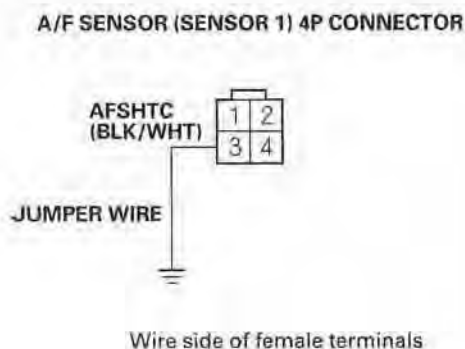 A/F SENSOR (SENSOR 1) 4P CONNECTOR
AFSHTC
(BLK/WHT)
1 2
3 4
JUMPER WIRE
Wire side of female terminals